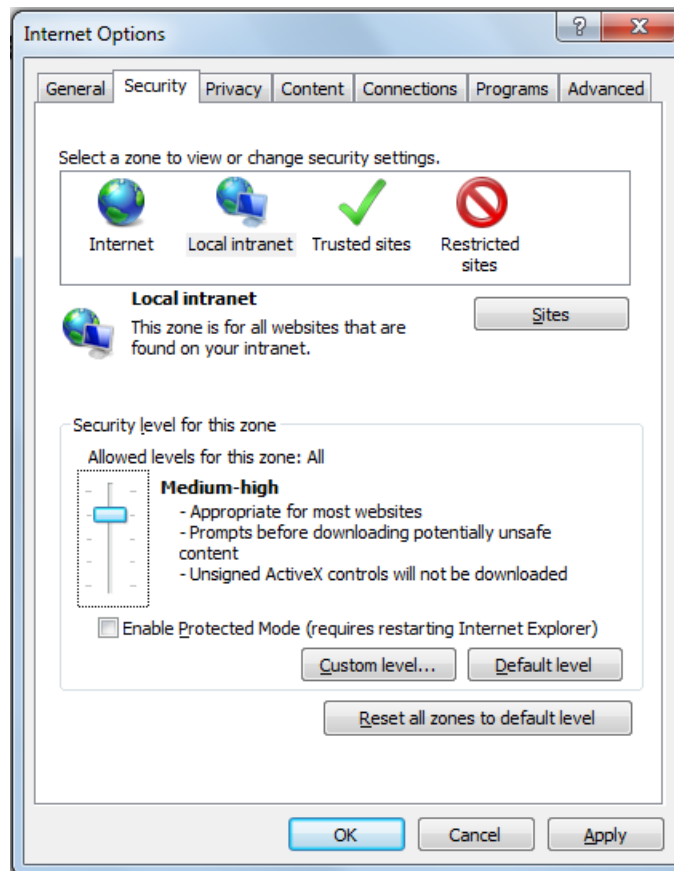 Internet Options
?
General Security Privacy Content Connections Programs Advanced
Select a zone to view or change security settings.
Internet Local intranet Trusted sites Restricted
sites
Local intranet
Sites
This zone is for all websites that are
found on your intranet.
Security level for this zone
Allowed levels for this zone: All
Medium-high
- Appropriate for most websites
- Prompts before downloading potentially unsafe
content
- Unsigned ActiveX controls will not be downloaded
Enable Protected Mode (requires restarting Internet Explorer)
Custom level... Default level
Reset all zones to default level
OK Cancel Apply